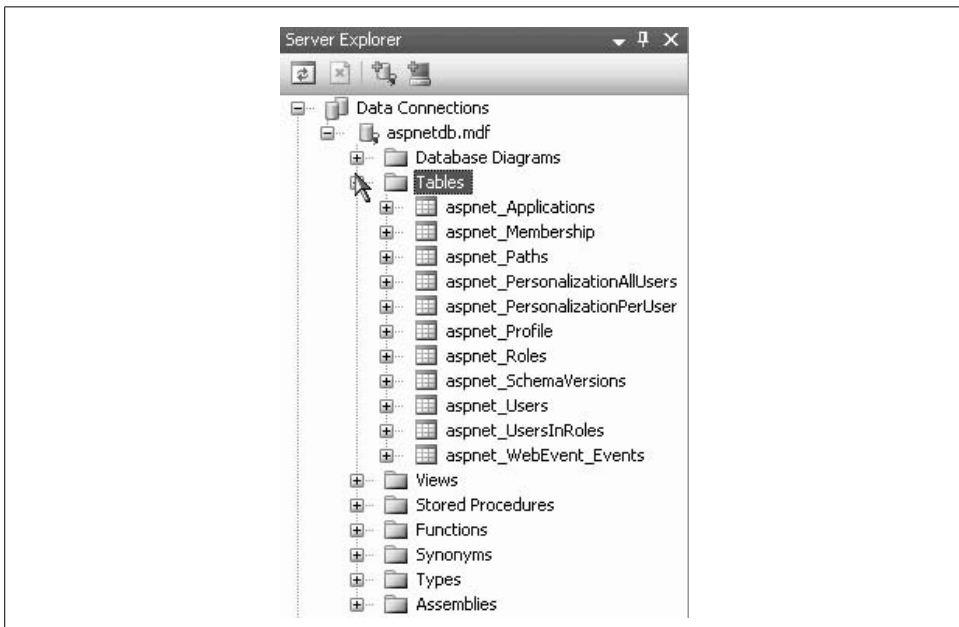 Server Explorer
Data Connections
aspnetdb.mdf
Database Diagrams
Tables
aspnet_Applications
aspnet_Membership
aspnet_Paths
aspnet_PersonalizationAllUsers
aspnet_PersonalizationPerUser
aspnet_Profile
aspnet_Roles
aspnet_SchemaVersions
aspnet_Users
aspnet_UsersInRoles
aspnet_WebEvent_Events
Views
Stored Procedures
Functions
Synonyms
Types
Assemblies